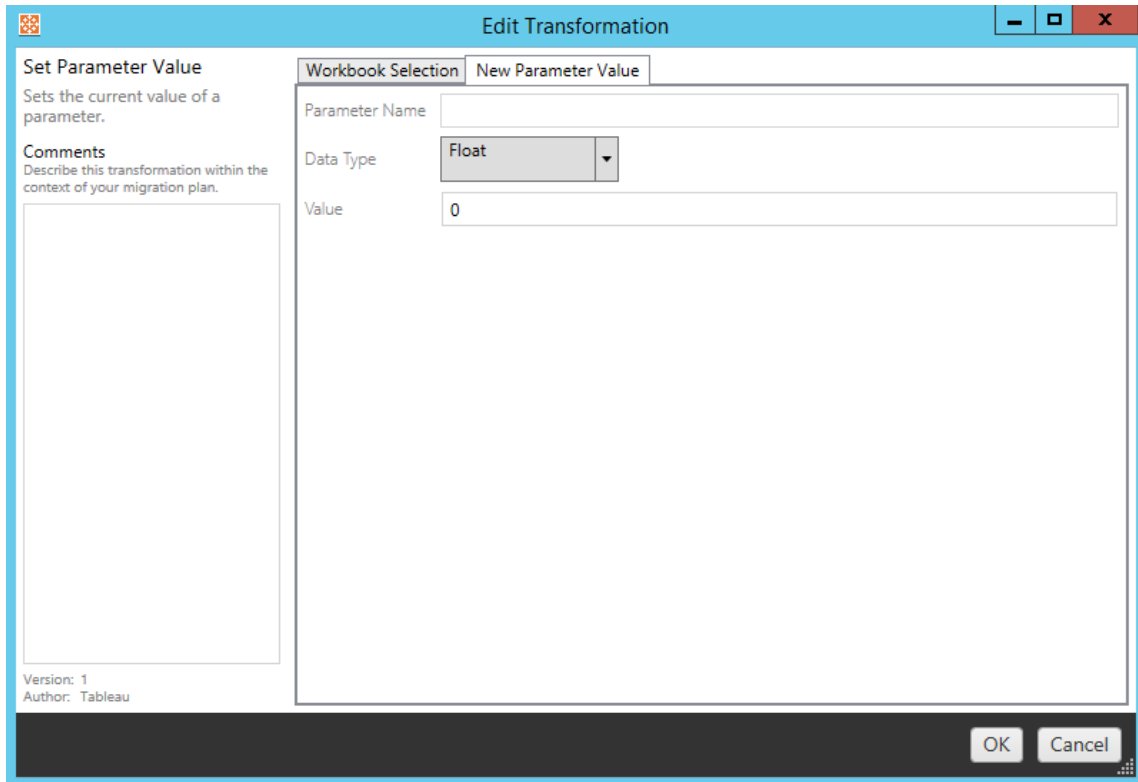 Edit Transformation
Set Parameter Value
Sets the current value of a
parameter.
Comments
Describe this transformation within the
context of your migration plan.
Version: 1
Author: Tableau
Workbook Selection
New Parameter Value
Parameter Name
Data Type
Float
Value
0
OK
Cancel